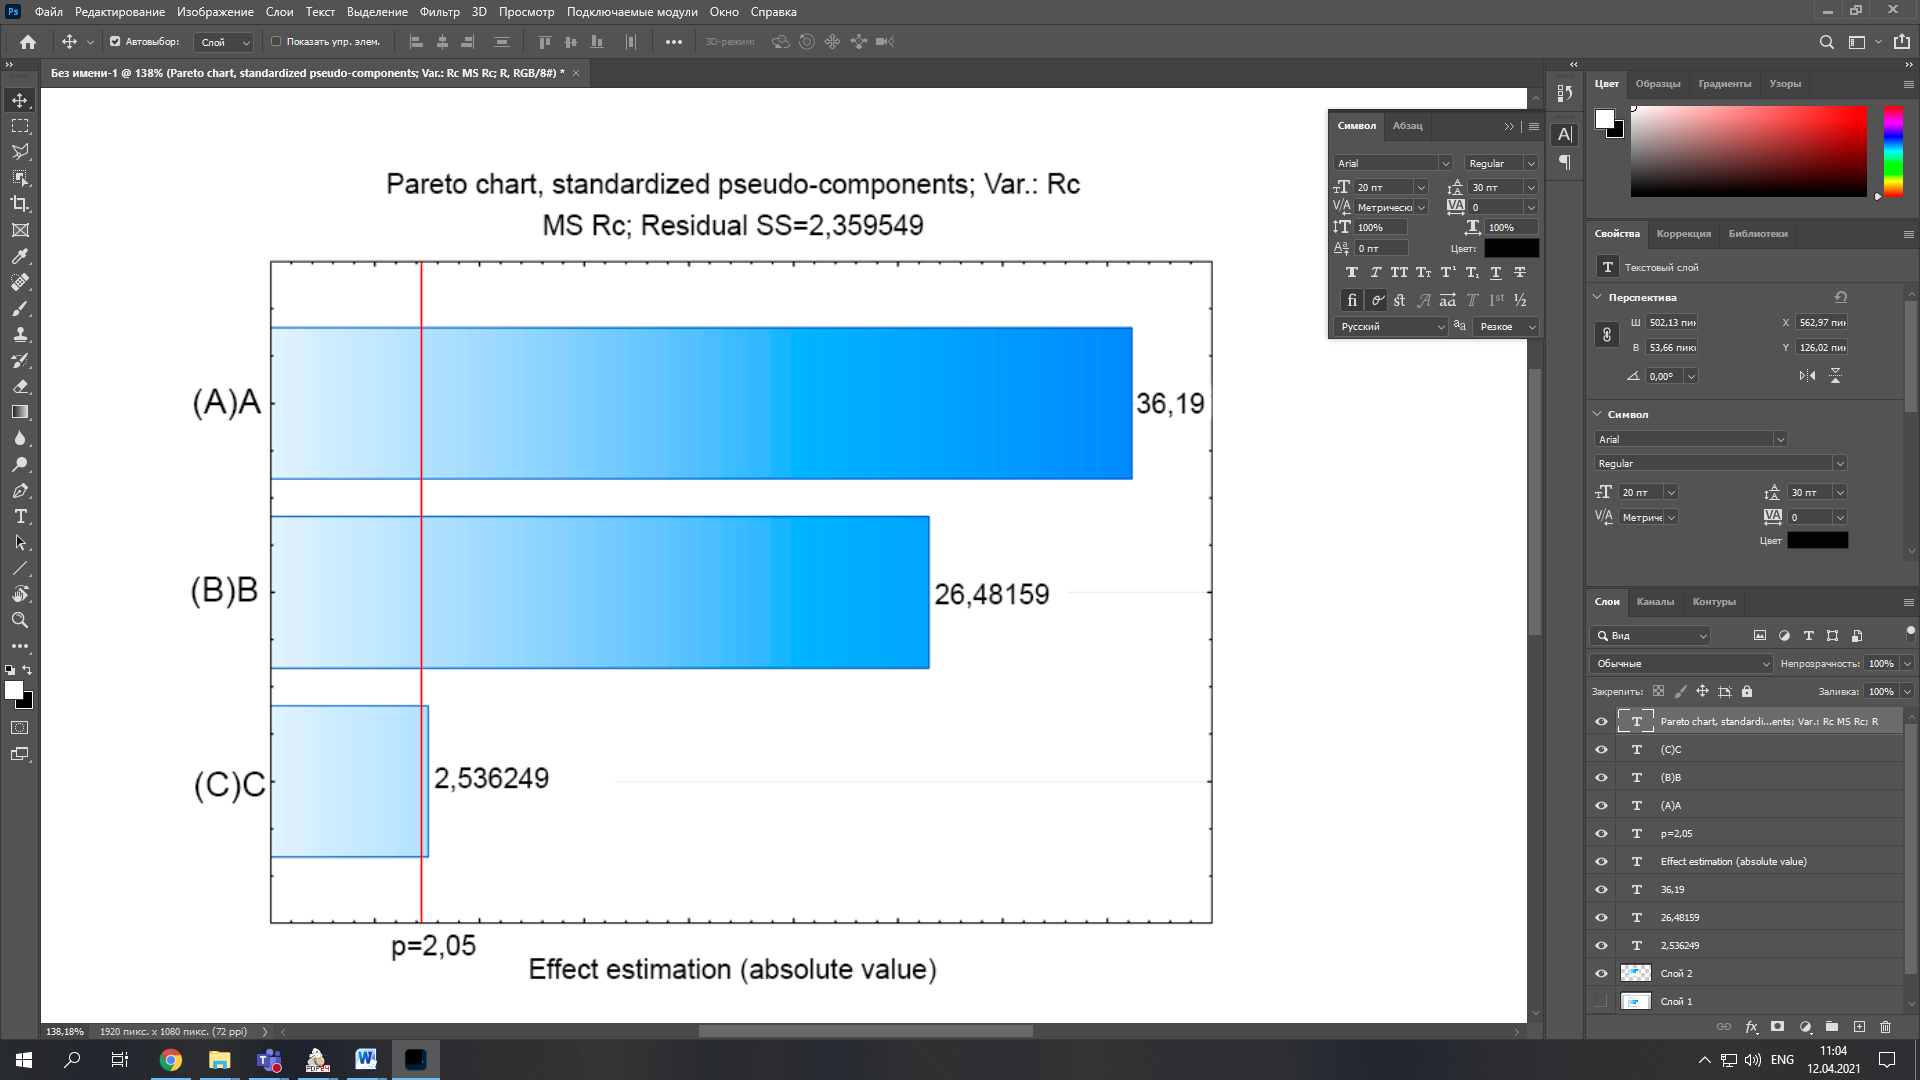 Ps Файл Редактирование Изображение Слои Текст Выделение Фильтр 3D Просмотр Подключаемые модули Окно Справка
Автовыбор: Слой Показать упр. элем. 3D-режим:
Без имени-1 @ 138% (Pareto chart, standardized pseudo-components; Var.: Rc MS Rc; R, RGB/8#) *
Pareto chart, standardized pseudo-components; Var.: Rc
MS Rc; Residual SS=2,359549
(A)A
36,19
(B)B
26,48159
(C)C
2,536249
p=2,05
Effect estimation (absolute value)
Символ Абзац
Arial Regular
20 пт 30 пт
Метрически 0
100% 100%
0 пт Цвет:
Русский aа Резкое
Цвет Образцы Градиенты Узоры
Свойства Коррекция Библиотеки
Текстовый слой
Перспектива
Ш 502,13 пик X 562,97 пик
В 53,66 пикс Y 126,02 пик
0,00°
Символ
Arial
Regular
20 пт 30 пт
Метриче 0
Цвет
Слои Каналы Контуры
Вид
Обычные Непрозрачность: 100%
Закрепить: Заливка: 100%
Pareto chart, standardi...ents; Var.: Rc MS Rc; R
(C)C
(B)B
(A)A
p=2,05
Effect estimation (absolute value)
36,19
26,48159
2,536249
Слой 2
Слой 1
138,18% 1920 пикс. x 1080 пикс. (72 ppi)
ENG
11:04
12.04.2021